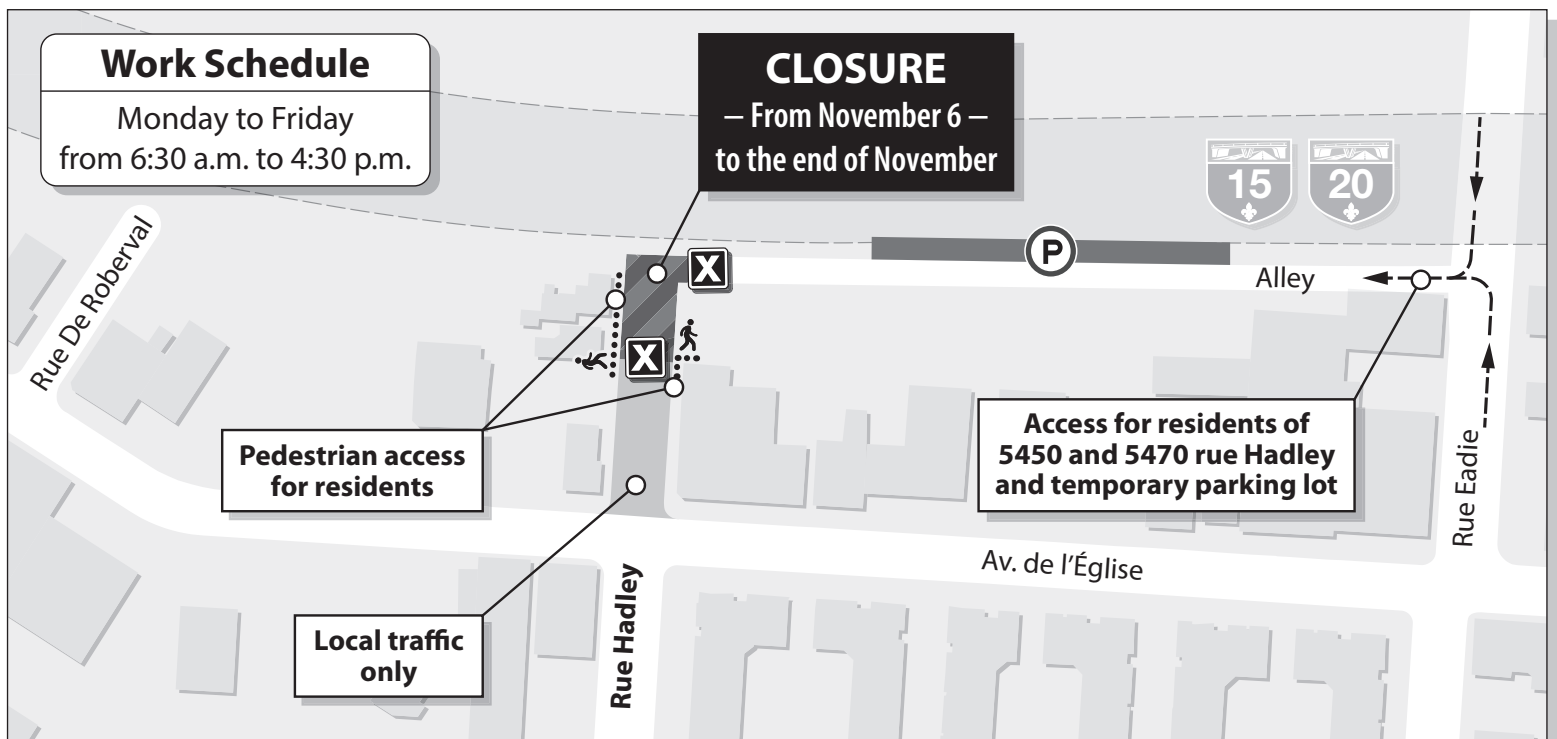 Work Schedule
Monday to Friday
from 6:30 a.m. to 4:30 p.m.
CLOSURE
– From November 6 –
to the end of November
15
20
Rue De Roberval
X
P
Alley
X
Pedestrian access
for residents
Access for residents of
5450 and 5470 rue Hadley
and temporary parking lot
Rue Eadie
Av. de l'Église
Rue Hadley
Local traffic
only